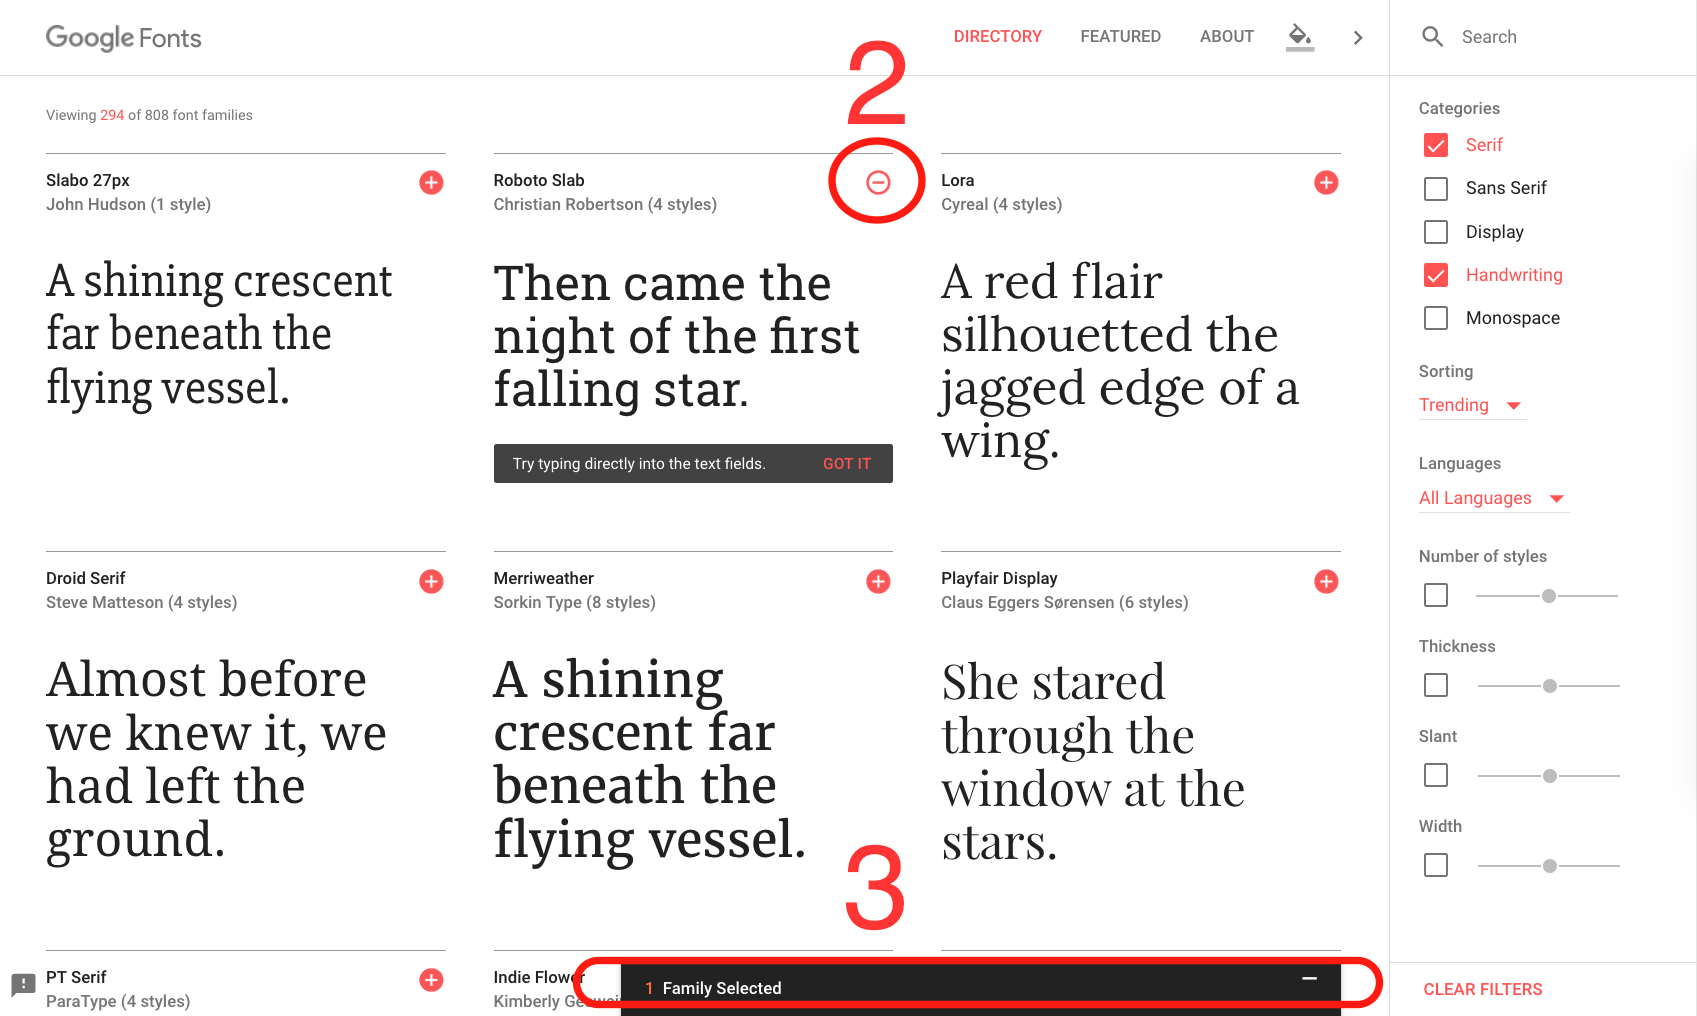 Google Fonts
DIRECTORY
FEATURED
ABOUT
Search
2
Viewing 294 of 808 font families
Slabo 27px
John Hudson (1 style)
A shining crescent
far beneath the
flying vessel.
Roboto Slab
Christian Robertson (4 styles)
Then came the
night of the first
falling star.
Try typing directly into the text fields.
GOT IT
Lora
Cyreal (4 styles)
A red flair
silhouetted the
jagged edge of a
wing.
Droid Serif
Steve Matteson (4 styles)
Almost before
we knew it, we
had left the
ground.
Merriweather
Sorkin Type (8 styles)
A shining
crescent far
beneath the
flying vessel.
Playfair Display
Claus Eggers Sørensen (6 styles)
She stared
through the
window at the
stars.
3
PT Serif
ParaType (4 styles)
Indie Flower
Kimberly
1 Family Selected
Categories
Serif
Sans Serif
Display
Handwriting
Monospace
Sorting
Trending
Languages
All Languages
Number of styles
Thickness
Slant
Width
CLEAR FILTERS